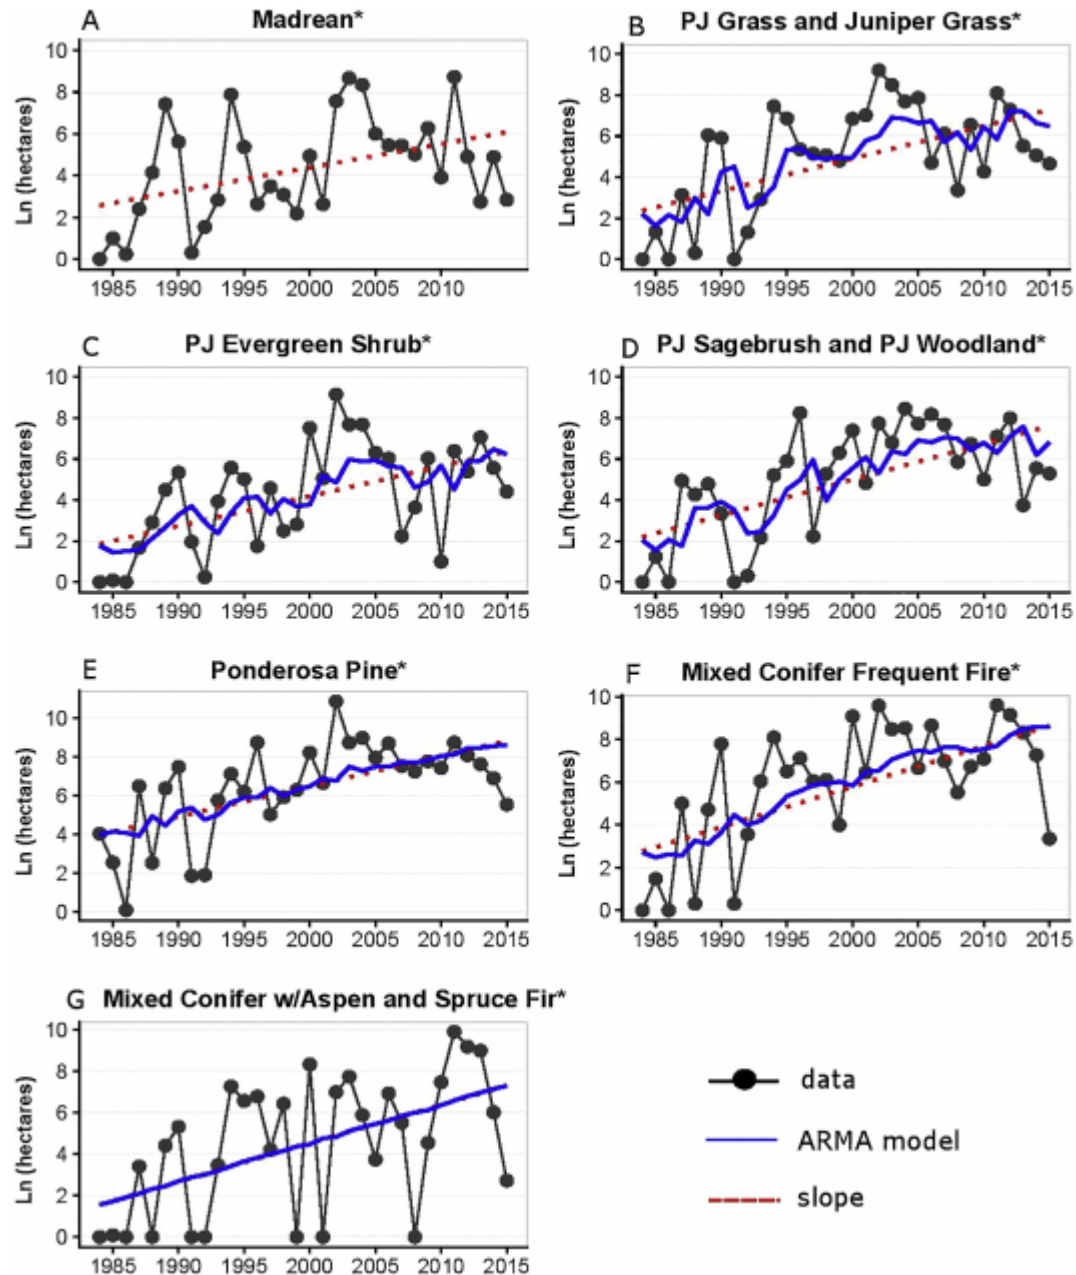 A Madrean*
Ln (hectares)
10
8
6
4
2
0
1985 1990 1995 2000 2005 2010
B PJ Grass and Juniper Grass*
Ln (hectares)
10
8
6
4
2
0
1985 1990 1995 2000 2005 2010 2015
C PJ Evergreen Shrub*
Ln (hectares)
10
8
6
4
2
0
1985 1990 1995 2000 2005 2010 2015
D PJ Sagebrush and PJ Woodland*
Ln (hectares)
10
8
6
4
2
0
1985 1990 1995 2000 2005 2010 2015
E Ponderosa Pine*
Ln (hectares)
10
8
6
4
2
0
1985 1990 1995 2000 2005 2010 2015
F Mixed Conifer Frequent Fire*
Ln (hectares)
10
8
6
4
2
0
1985 1990 1995 2000 2005 2010 2015
G Mixed Conifer w/Aspen and Spruce Fir*
Ln (hectares)
10
8
6
4
2
0
1985 1990 1995 2000 2005 2010 2015
data
ARMA model
slope